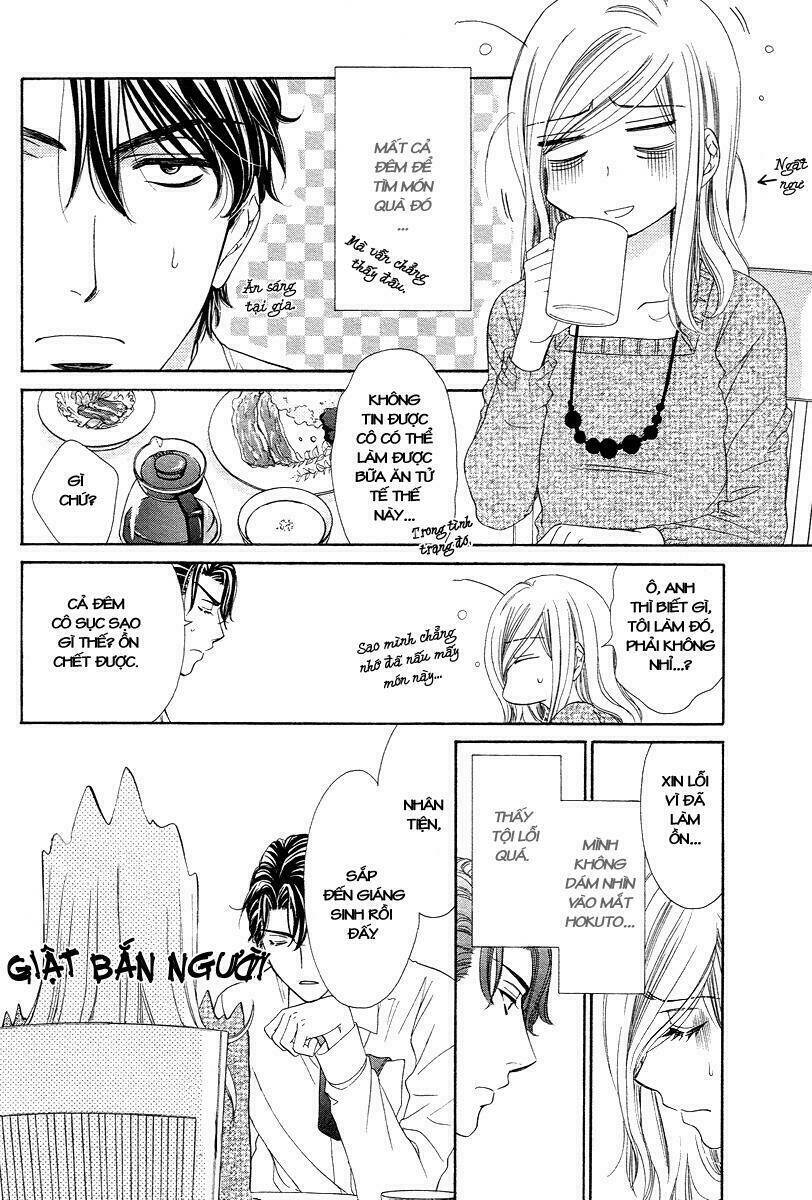 MẤT CẢ
ĐÊM ĐỂ
TÌM MÓN
QUÀ ĐÓ
...
Mà vẫn chẳng
thấy đâu.
Ngật
ngư
Ăn sáng
tại gia
KHÔNG
TIN ĐƯỢC
CÔ CÓ THỂ
LÀM ĐƯỢC
BỮA ĂN TỬ
TẾ THẾ
NÀY...
Trong tình
trạng đó.
GÌ
CHỨ?
Ô, ANH
THÌ BIẾT GÌ,
TÔI LÀM ĐÓ,
PHẢI KHÔNG
NHỈ...?
Sao mình chẳng
nhớ đã nấu mấy
món này...
CẢ ĐÊM
CÔ SỤC SẠO
GÌ THẾ? ỒN
CHẾT ĐƯỢC.
XIN LỖI
VÌ ĐÃ
LÀM
ỒN...
MÌNH
KHÔNG
DÁM NHÌN
VÀO MẮT
HOKUTO...
THẤY
TỘI LỖI
QUÁ.
NHÂN
TIỆN,
SẮP
ĐẾN GIÁNG
SINH RỒI
ĐẤY
GIẬT BẮN NGƯỜI